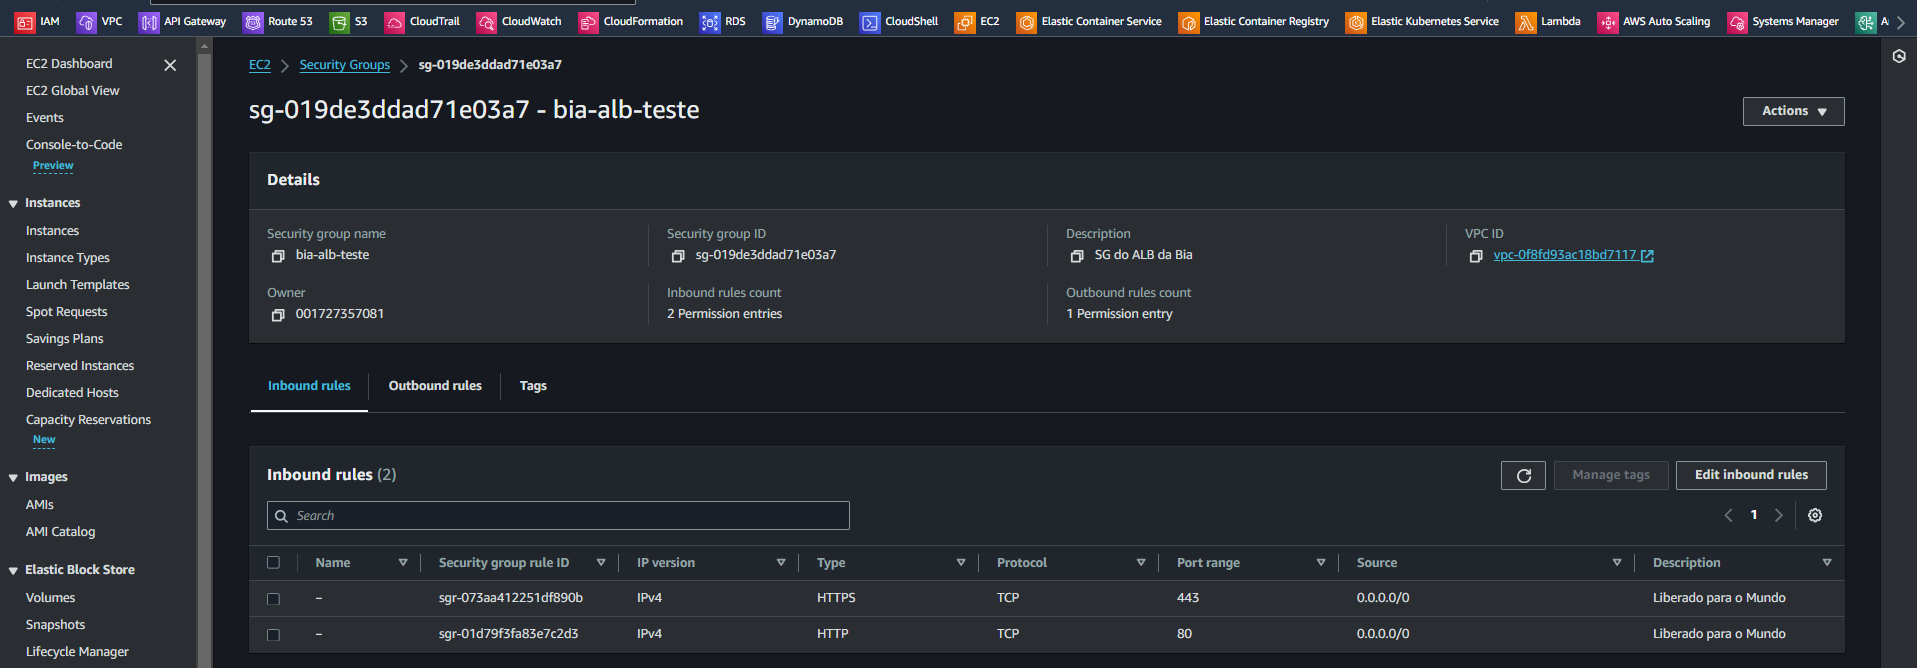 IAM VPC API Gateway Route 53 S3 CloudTrail CloudWatch CloudFormation RDS DynamoDB CloudShell EC2 Elastic Container Service Elastic Container Registry Elastic Kubernetes Service Lambda AWS Auto Scaling Systems Manager
EC2 Dashboard
EC2 Global View
Events
Console-to-Code
Preview
Instances
Instances
Instance Types
Launch Templates
Spot Requests
Savings Plans
Reserved Instances
Dedicated Hosts
Capacity Reservations
New
Images
AMIs
AMI Catalog
Elastic Block Store
Volumes
Snapshots
Lifecycle Manager
EC2 Security Groups sg-019de3ddad71e03a7
sg-019de3ddad71e03a7 - bia-alb-teste
Actions
Details
Security group name Security group ID Description VPC ID
bia-alb-teste sg-019de3ddad71e03a7 SG do ALB da Bia vpc-0f8fd93ac18bd7117
Owner Inbound rules count Outbound rules count
001727357081 2 Permission entries 1 Permission entry
Inbound rules Outbound rules Tags
Inbound rules (2)
Manage tags Edit inbound rules
Search
1
Name Security group rule ID IP version Type Protocol Port range Source Description
– sgr-073aa412251df890b IPv4 HTTPS TCP 443 0.0.0.0/0 Liberado para o Mundo
– sgr-01d79f3fa83e7c2d3 IPv4 HTTP TCP 80 0.0.0.0/0 Liberado para o Mundo